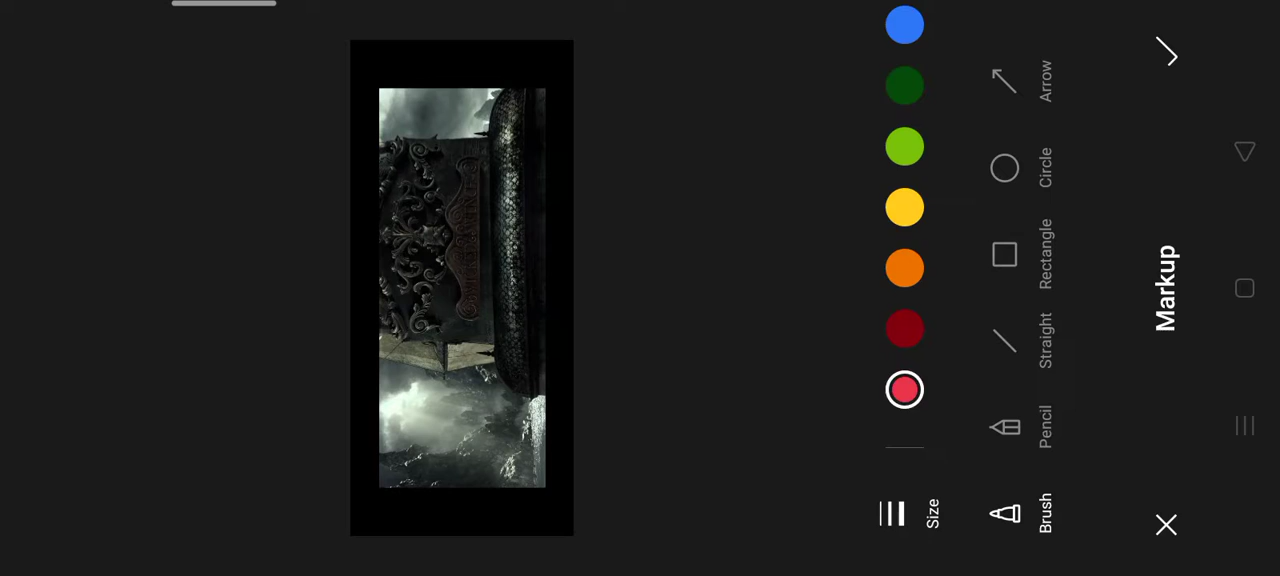 Markup
Brush
Pencil
Straight
Rectangle
Circle
Arrow
Size